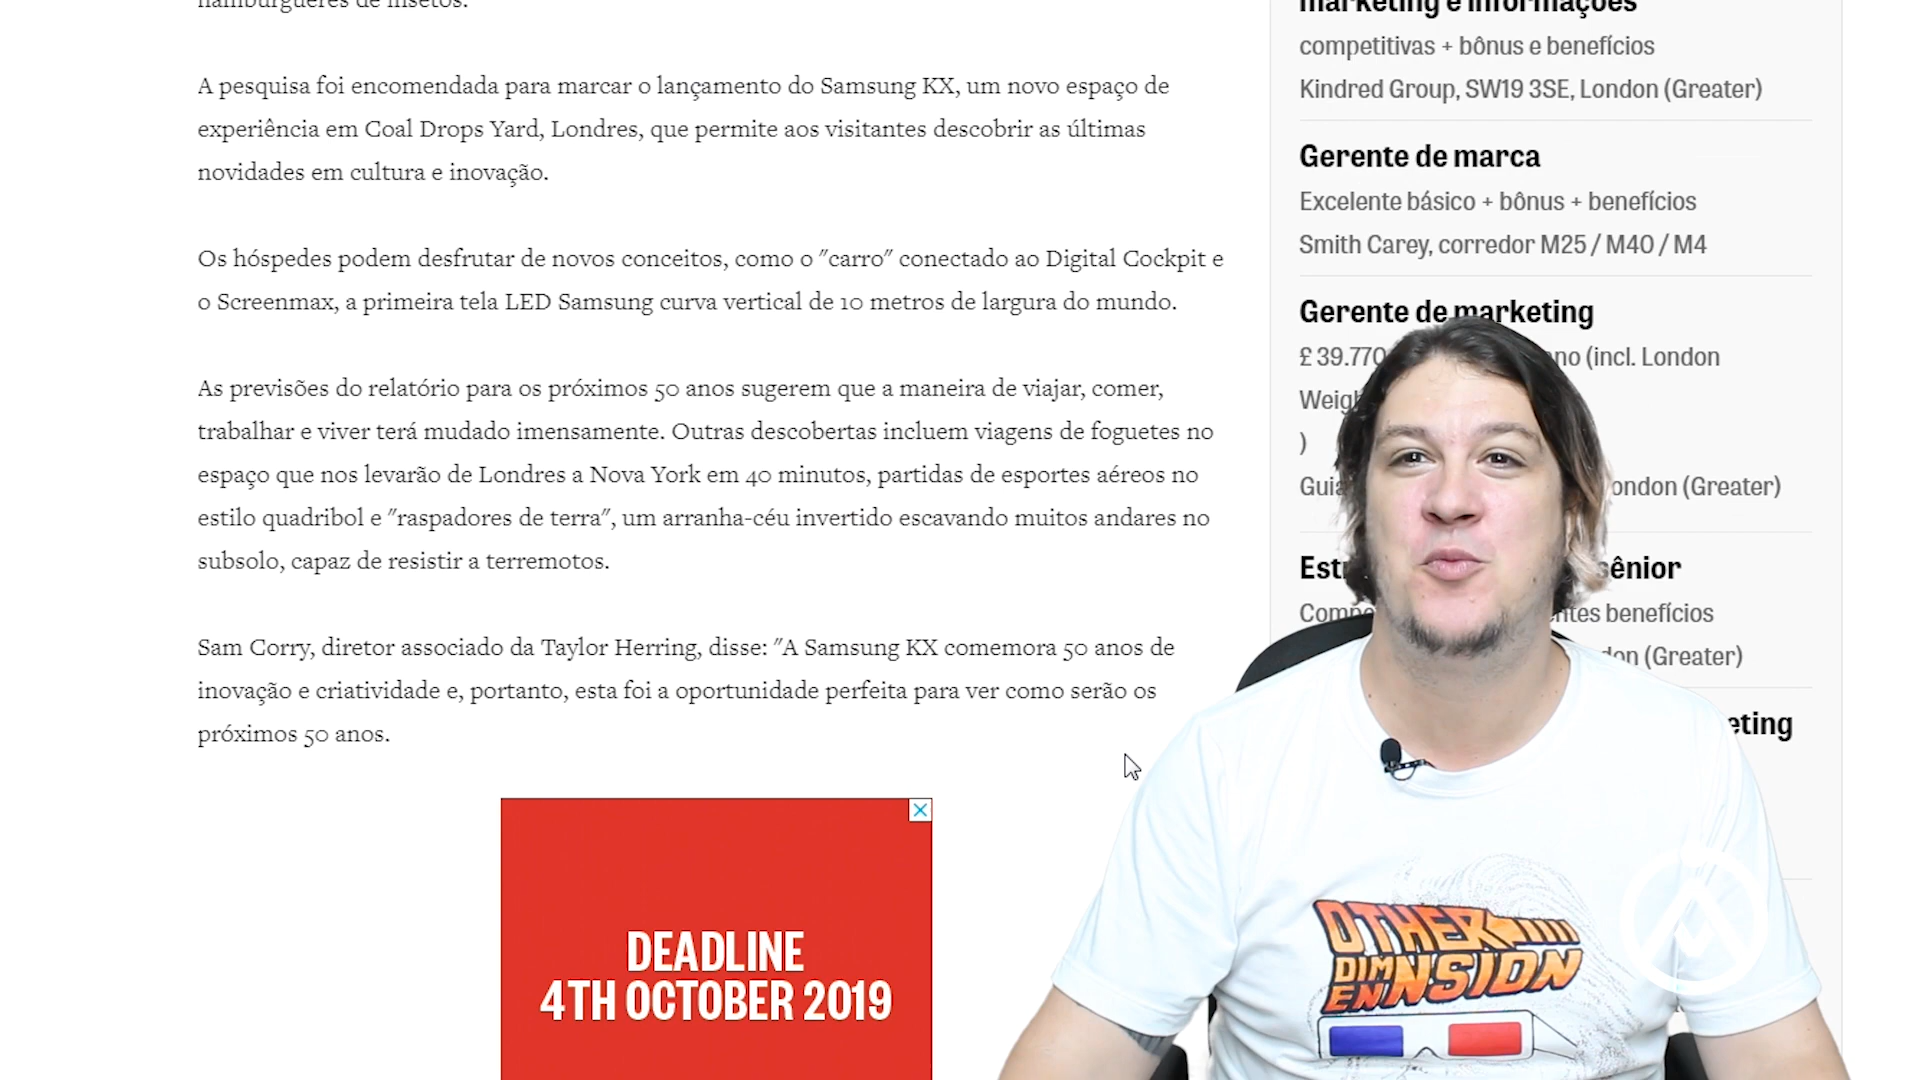 hambúrgueres de insetos.
A pesquisa foi encomendada para marcar o lançamento do Samsung KX, um novo espaço de
experiência em Coal Drops Yard, Londres, que permite aos visitantes descobrir as últimas
novidades em cultura e inovação.
Os hóspedes podem desfrutar de novos conceitos, como o "carro" conectado ao Digital Cockpit e
o Screenmax, a primeira tela LED Samsung curva vertical de 10 metros de largura do mundo.
As previsões do relatório para os próximos 50 anos sugerem que a maneira de viajar, comer,
trabalhar e viver terá mudado imensamente. Outras descobertas incluem viagens de foguetes no
espaço que nos levarão de Londres a Nova York em 40 minutos, partidas de esportes aéreos no
estilo quadribol e "raspadores de terra", um arranha-céu invertido escavando muitos andares no
subsolo, capaz de resistir a terremotos.
Sam Corry, diretor associado da Taylor Herring, disse: "A Samsung KX comemora 50 anos de
inovação e criatividade e, portanto, esta foi a oportunidade perfeita para ver como serão os
próximos 50 anos.
DEADLINE
4TH OCTOBER 2019
marketing e informações
competitivas + bônus e benefícios
Kindred Group, SW19 3SE, London (Greater)
Gerente de marca
Excelente básico + bônus + benefícios
Smith Carey, corredor M25 / M40 / M4
Gerente de marketing
£ 39.770 (incl. London
)
London (Greater)
sênior
benefícios
(Greater)
OTHER
DIMENSION